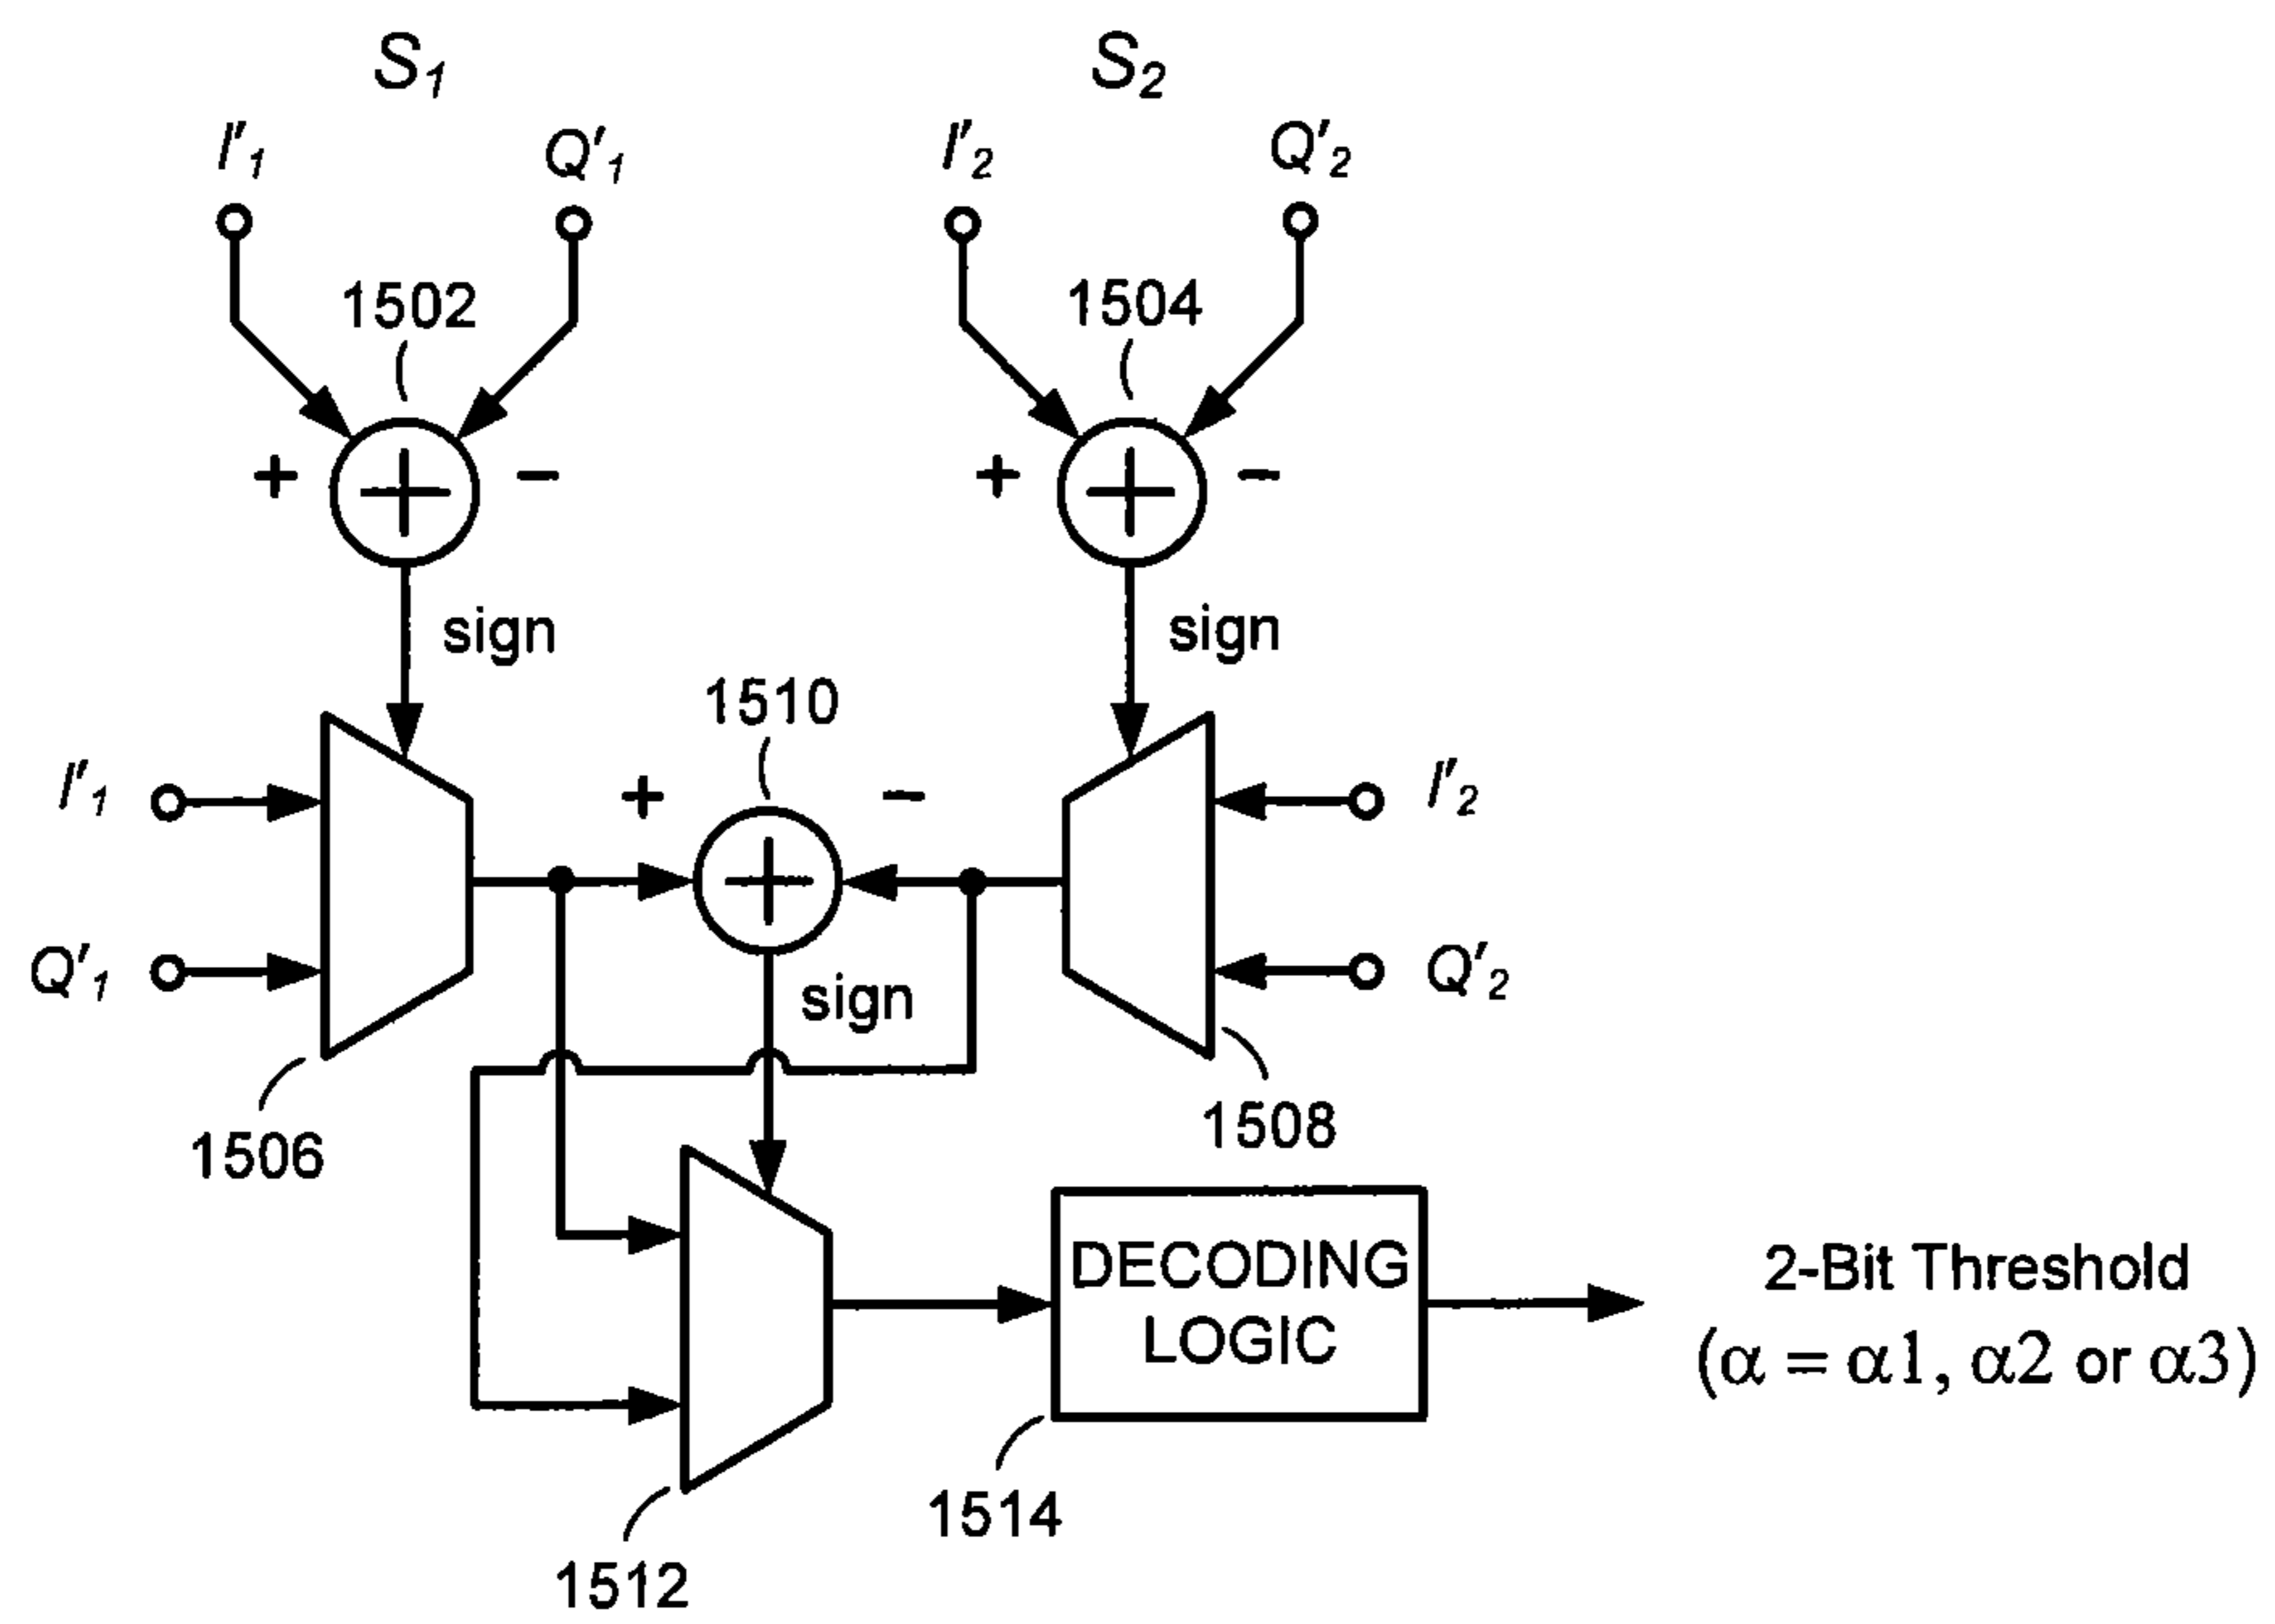 S1 S2
I'1 Q'1 I'2 Q'2
1502 1504
+ − + −
sign sign
1510
+ −
I'1 I'2
Q'1 Q'2
sign
1506 1508
DECODING
LOGIC
2-Bit Threshold
(α = α1, α2 or α3)
1512 1514